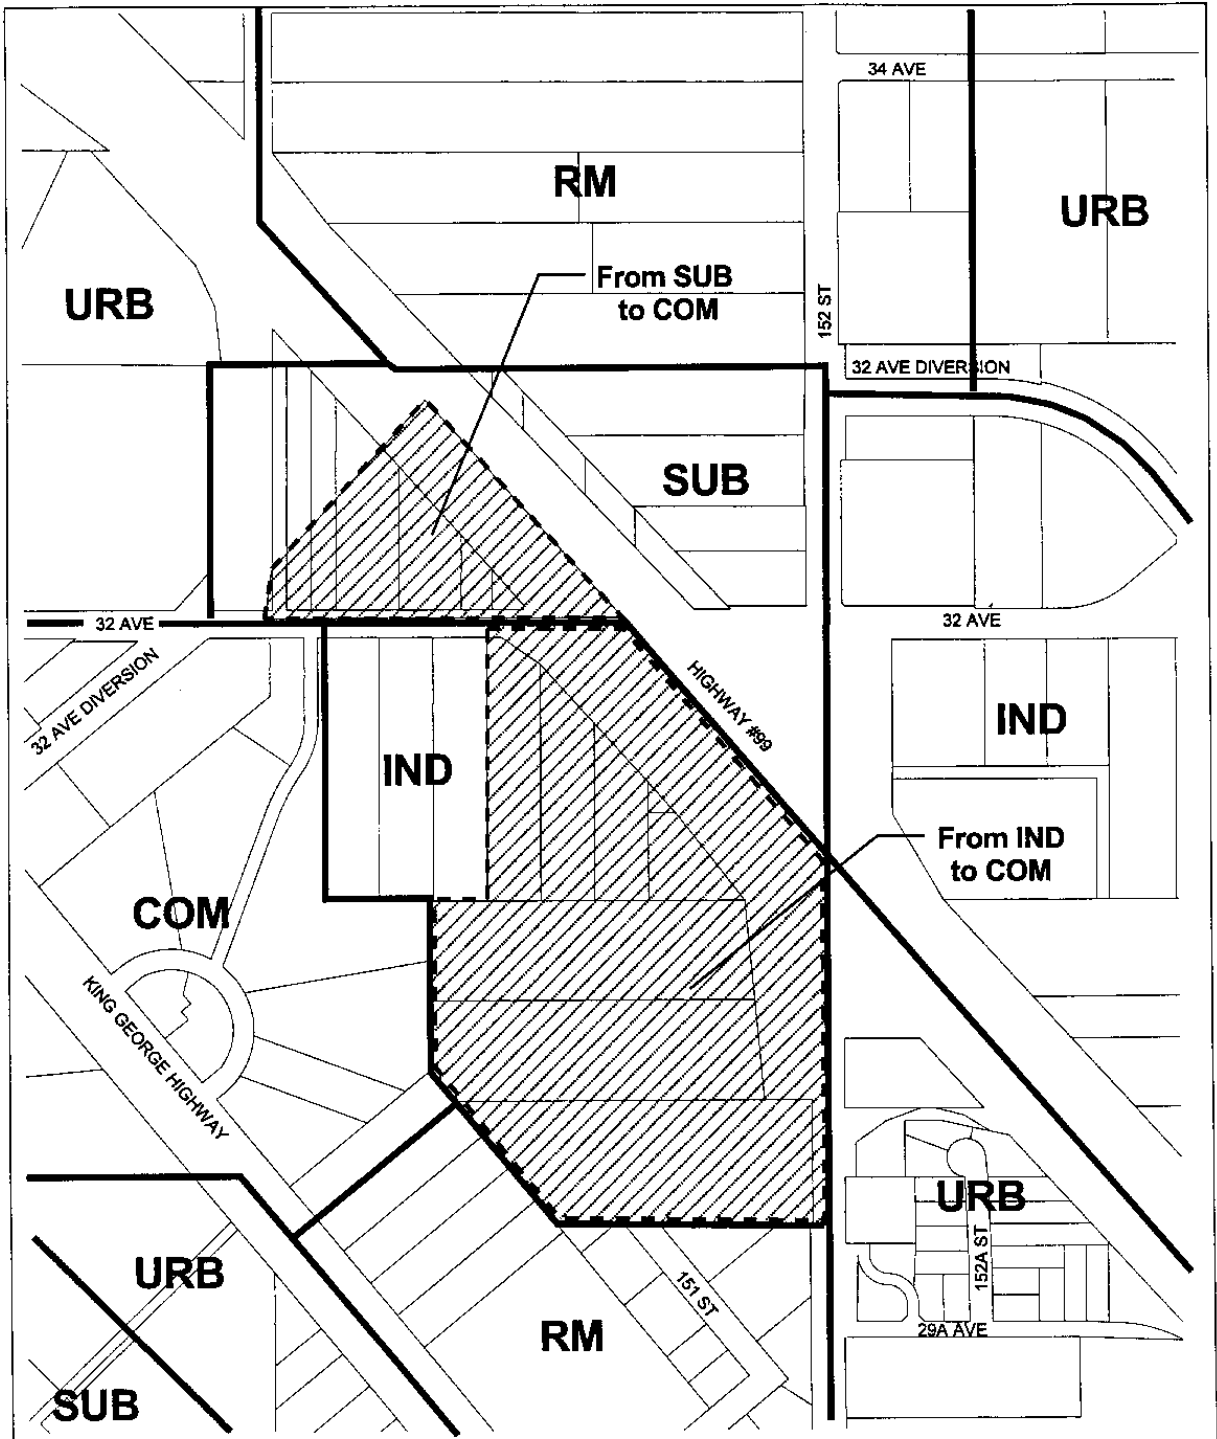 34 AVE
RM
URB
From SUB
to COM
URB
152 ST
32 AVE DIVERSION
SUB
32 AVE
32 AVE
32 AVE DIVERSION
HIGHWAY #99
IND
IND
From IND
to COM
COM
KING GEORGE HIGHWAY
URB
152A ST
URB
151 ST
29A AVE
RM
SUB